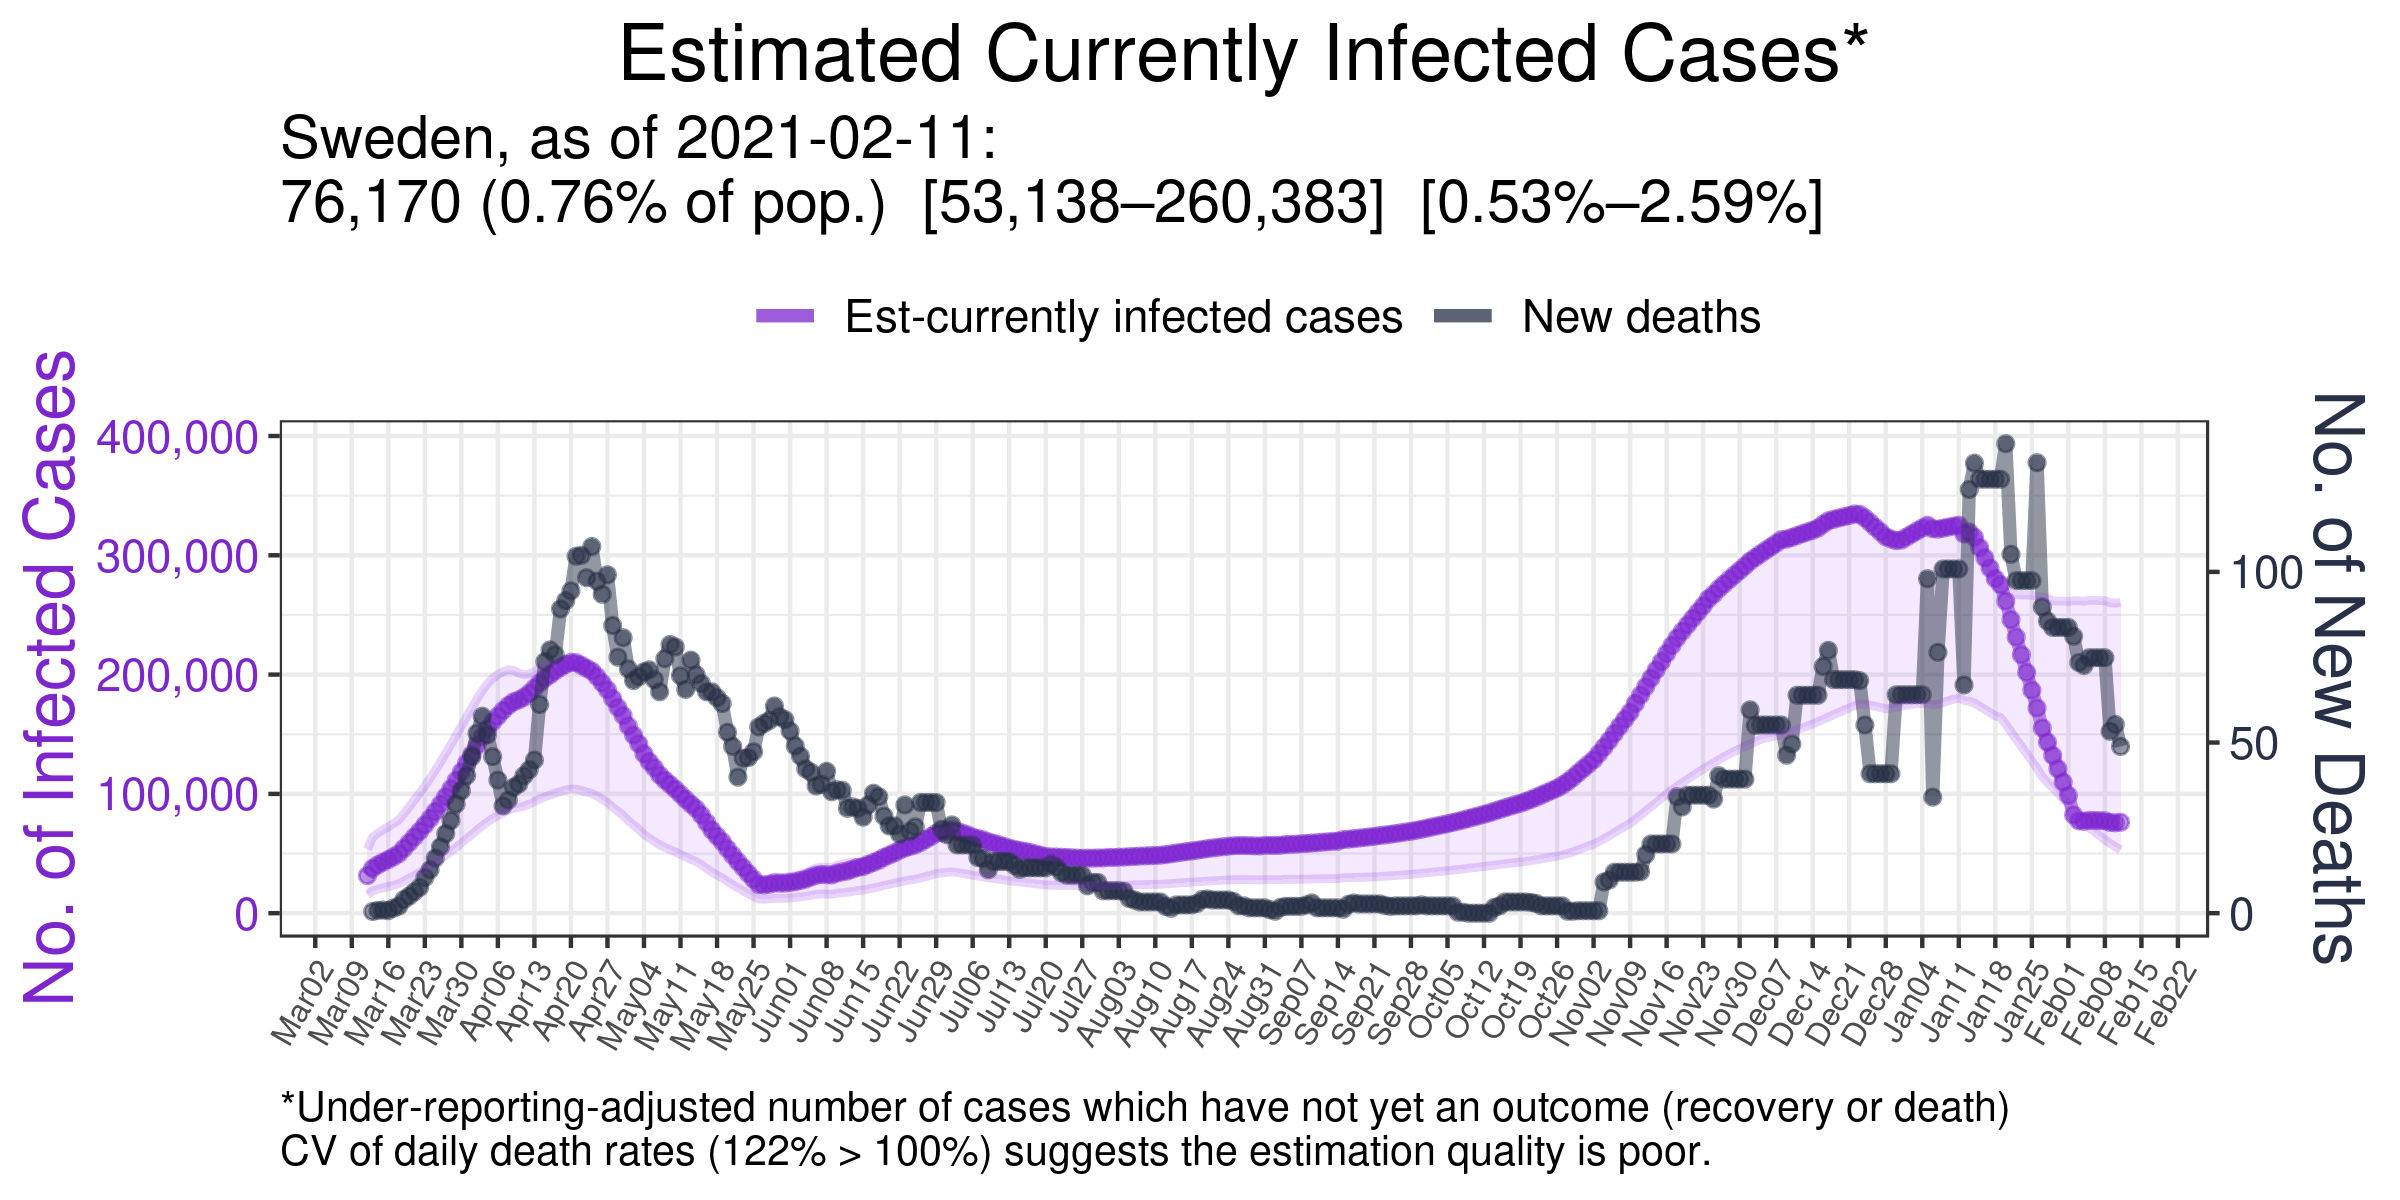 Estimated Currently Infected Cases*
Sweden, as of 2021-02-11:
76,170 (0.76% of pop.) [53,138–260,383] [0.53%–2.59%]
Est-currently infected cases
New deaths
No. of Infected Cases
400,000
300,000
200,000
100,000
0
No. of New Deaths
100
50
0
Mar02
Mar09
Mar16
Mar23
Mar30
Apr06
Apr13
Apr20
Apr27
May04
May11
May18
May25
Jun01
Jun08
Jun15
Jun22
Jun29
Jul06
Jul13
Jul20
Jul27
Aug03
Aug10
Aug17
Aug24
Aug31
Sep07
Sep14
Sep21
Sep28
Oct05
Oct12
Oct19
Oct26
Nov02
Nov09
Nov16
Nov23
Nov30
Dec07
Dec14
Dec21
Dec28
Jan04
Jan11
Jan18
Jan25
Feb01
Feb08
Feb15
Feb22
*Under-reporting-adjusted number of cases which have not yet an outcome (recovery or death)
CV of daily death rates (122% > 100%) suggests the estimation quality is poor.